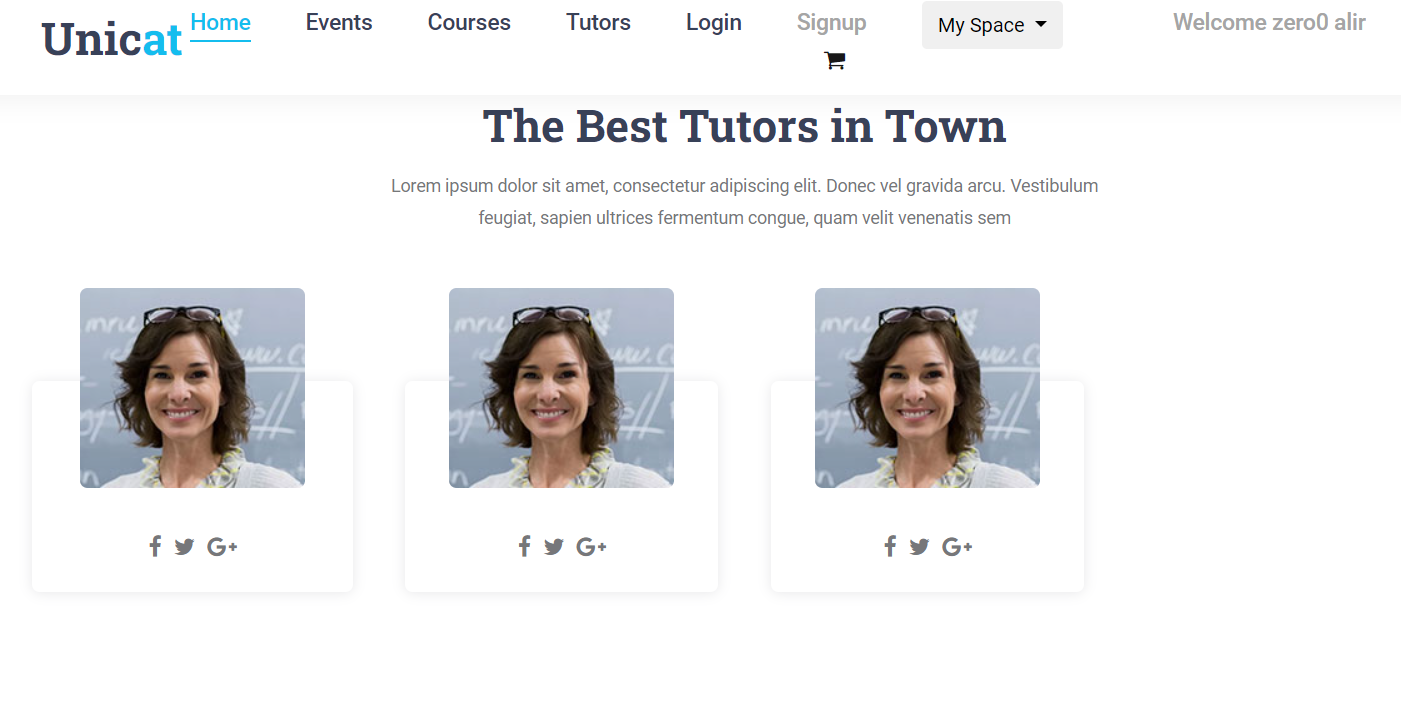 Unicat Home Events Courses Tutors Login Signup My Space Welcome zero0 alir
The Best Tutors in Town
Lorem ipsum dolor sit amet, consectetur adipiscing elit. Donec vel gravida arcu. Vestibulum
feugiat, sapien ultrices fermentum congue, quam velit venenatis sem